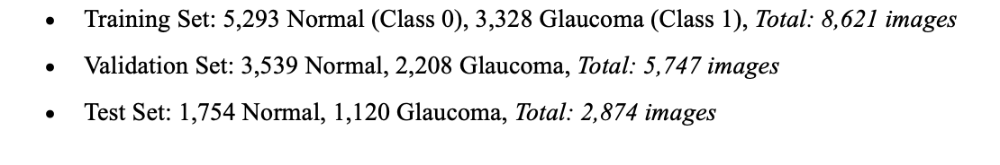 • Training Set: 5,293 Normal (Class 0), 3,328 Glaucoma (Class 1), Total: 8,621 images
• Validation Set: 3,539 Normal, 2,208 Glaucoma, Total: 5,747 images
• Test Set: 1,754 Normal, 1,120 Glaucoma, Total: 2,874 images